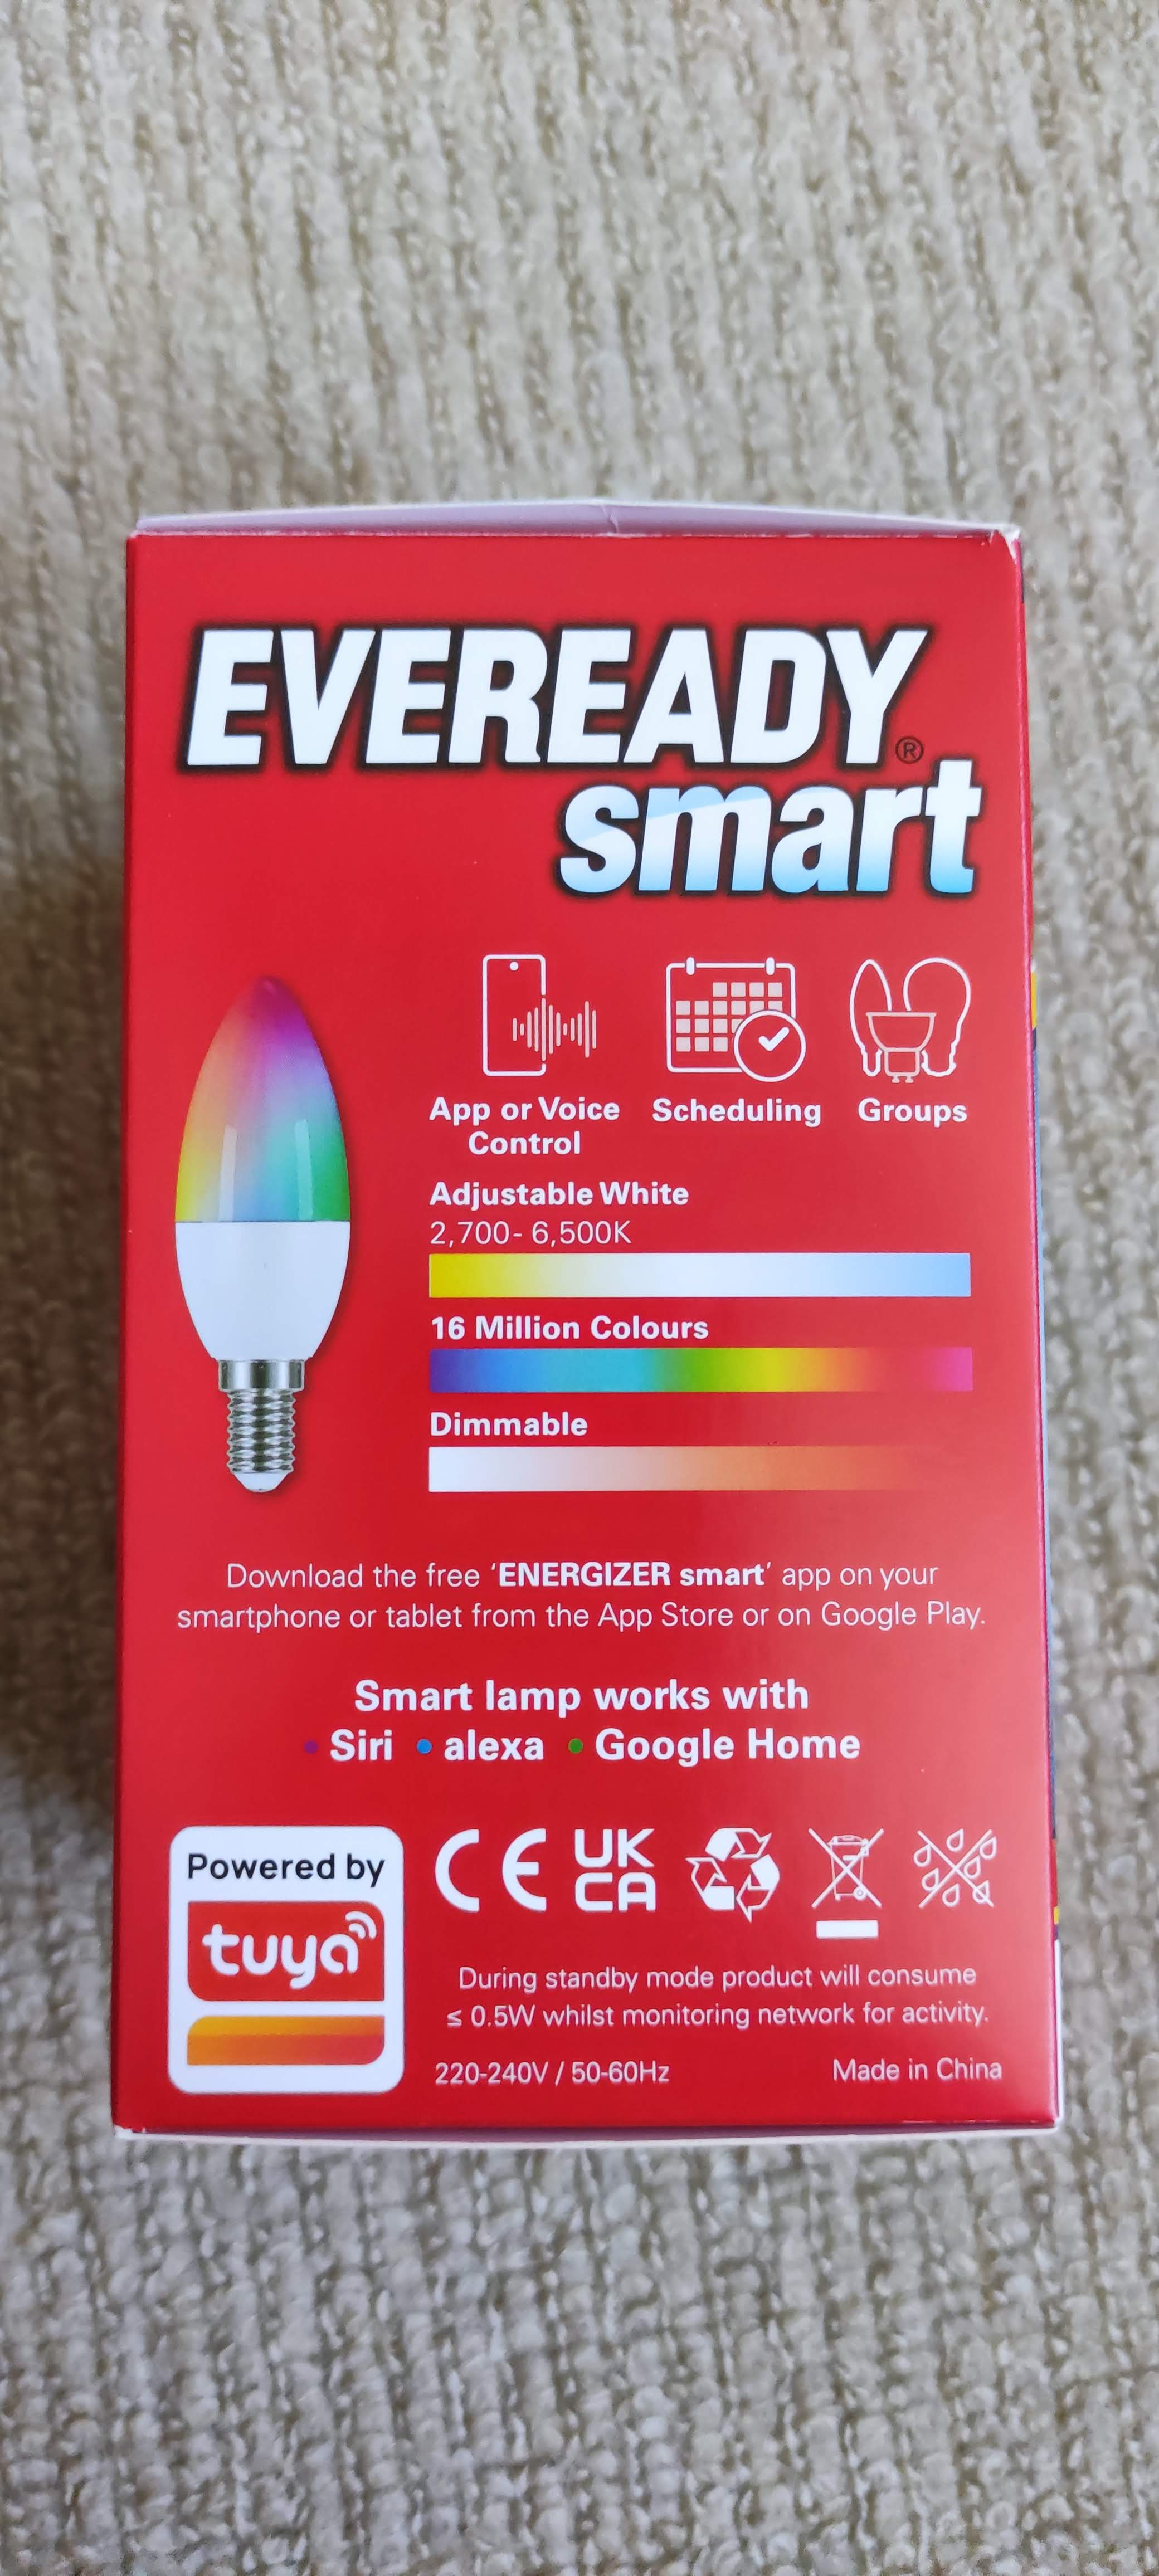 EVEREADY®
smart
App or Voice
Control
Scheduling
Groups
Adjustable White
2,700- 6,500K
16 Million Colours
Dimmable
Download the free ‘ENERGIZER smart’ app on your
smartphone or tablet from the App Store or on Google Play.
Smart lamp works with
• Siri • alexa • Google Home
Powered by
tuya
CE UK
CA
During standby mode product will consume
≤ 0.5W whilst monitoring network for activity.
220-240V / 50-60Hz
Made in China